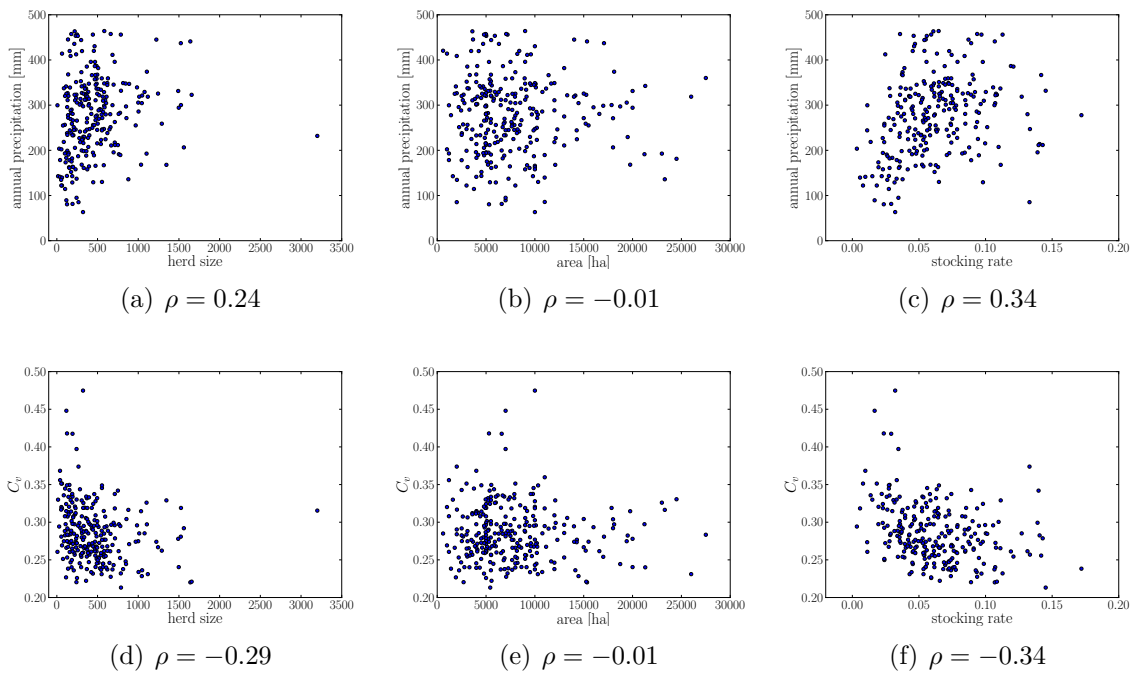 annual precipitation [mm]
500
400
300
200
100
0
0 500 1000 1500 2000 2500 3000 3500
herd size
(a) ρ = 0.24
annual precipitation [mm]
500
400
300
200
100
0
0 5000 10000 15000 20000 25000 30000
area [ha]
(b) ρ = −0.01
annual precipitation [mm]
500
400
300
200
100
0
0.00 0.05 0.10 0.15 0.20
stocking rate
(c) ρ = 0.34
C_v
0.50
0.45
0.40
0.35
0.30
0.25
0.20
0 500 1000 1500 2000 2500 3000 3500
herd size
(d) ρ = −0.29
C_v
0.50
0.45
0.40
0.35
0.30
0.25
0.20
0 5000 10000 15000 20000 25000 30000
area [ha]
(e) ρ = −0.01
C_v
0.50
0.45
0.40
0.35
0.30
0.25
0.20
0.00 0.05 0.10 0.15 0.20
stocking rate
(f) ρ = −0.34